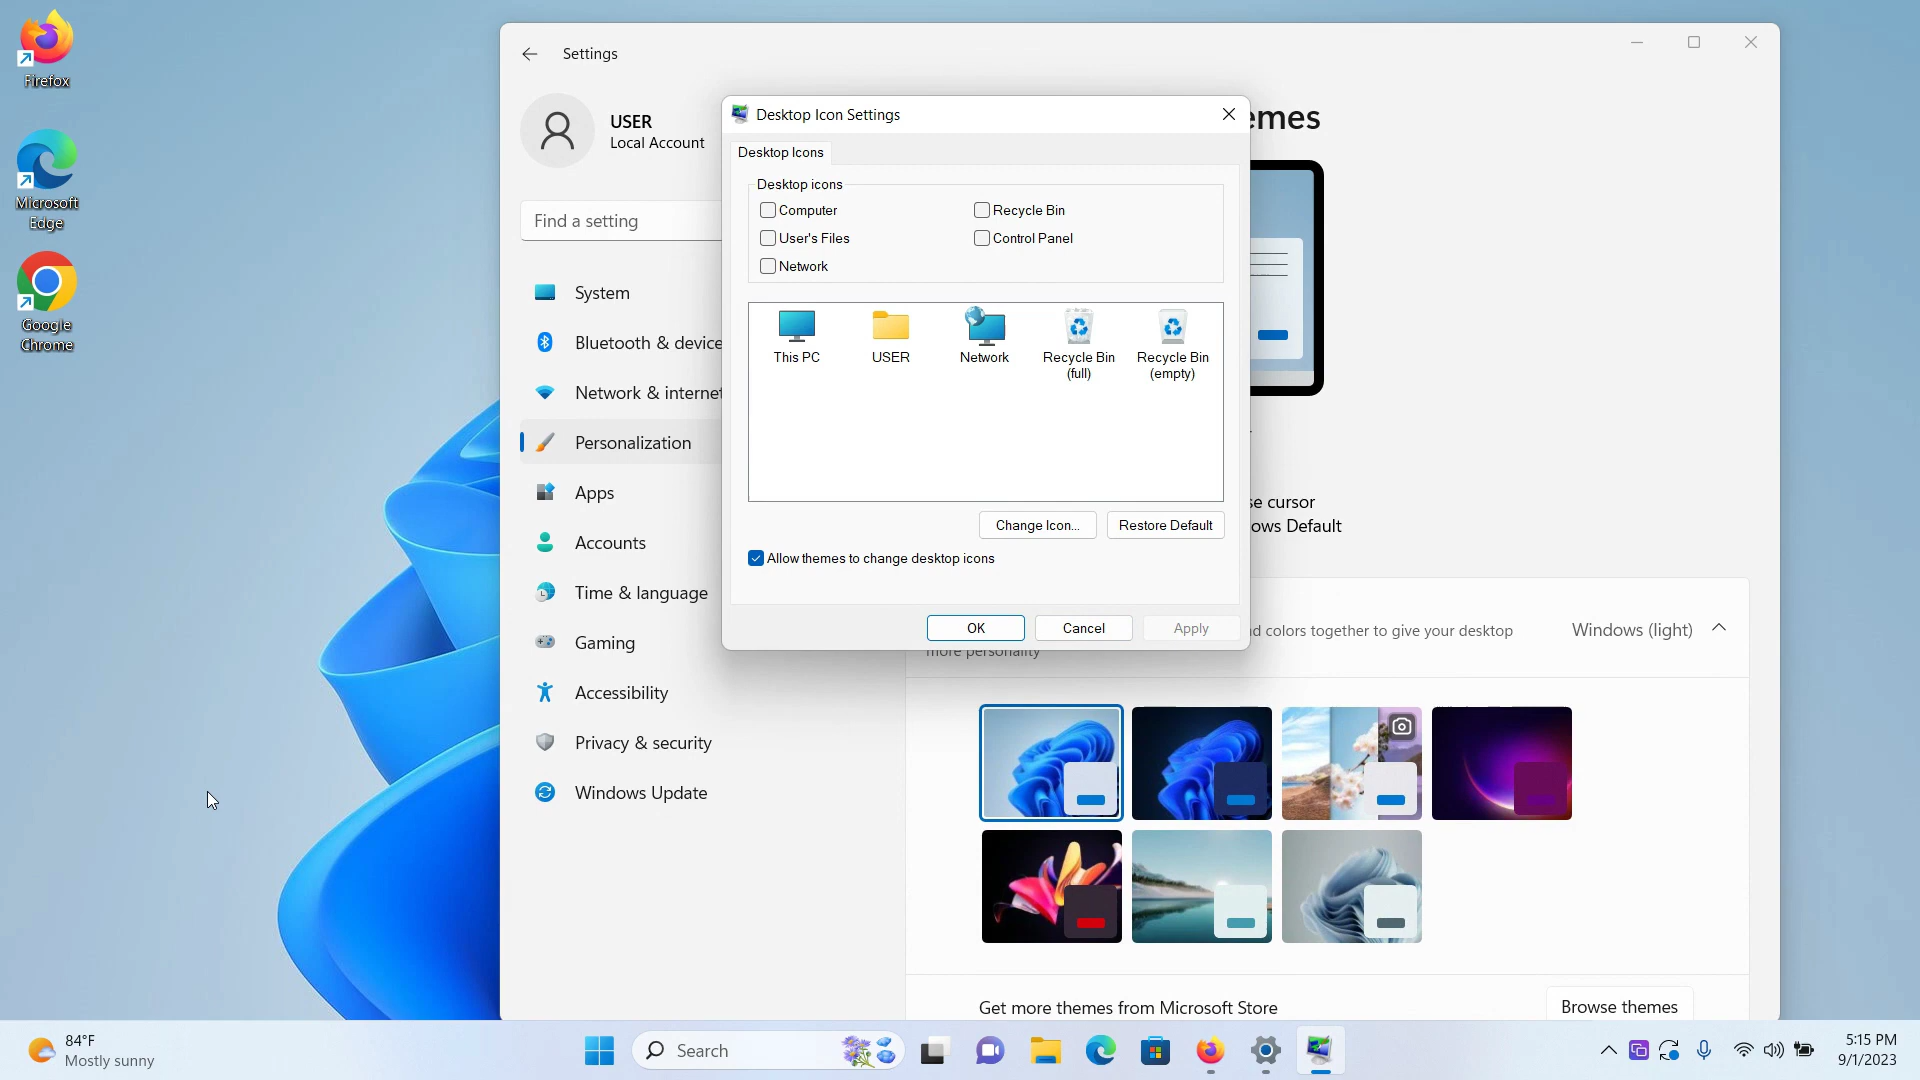 Firefox
Microsoft
Edge
Google
Chrome
Settings
USER
Local Account
Find a setting
System
Bluetooth & device
Network & internet
Personalization
Apps
Accounts
Time & language
Gaming
Accessibility
Privacy & security
Windows Update
emes
Desktop Icon Settings
Desktop Icons
Desktop icons
Computer
Recycle Bin
User's Files
Control Panel
Network
This PC
USER
Network
Recycle Bin
(full)
Recycle Bin
(empty)
Change Icon...
Restore Default
Allow themes to change desktop icons
OK
Cancel
Apply
se cursor
ows Default
d colors together to give your desktop
more personality
Windows (light)
Get more themes from Microsoft Store
Browse themes
84°F
Mostly sunny
Search
5:15 PM
9/1/2023